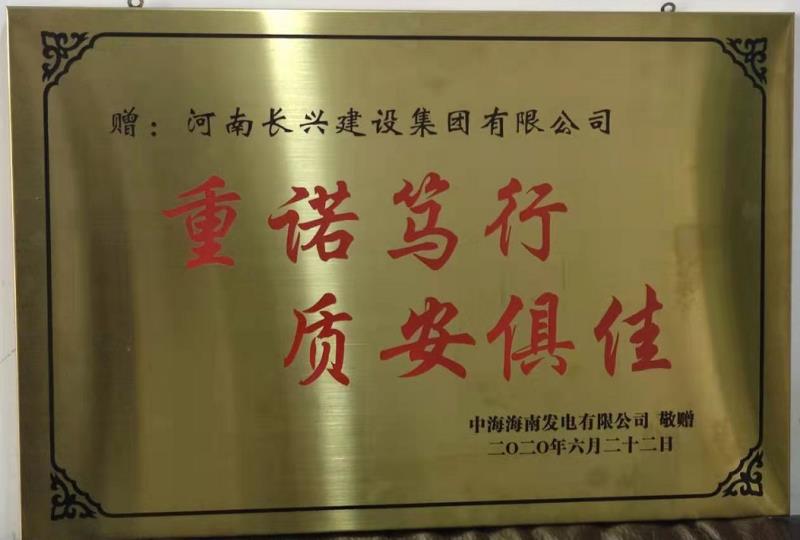 赠：河南长兴建设集团有限公司
重诺笃行
质安俱佳
中海海南发电有限公司 敬赠
二〇二〇年六月二十二日